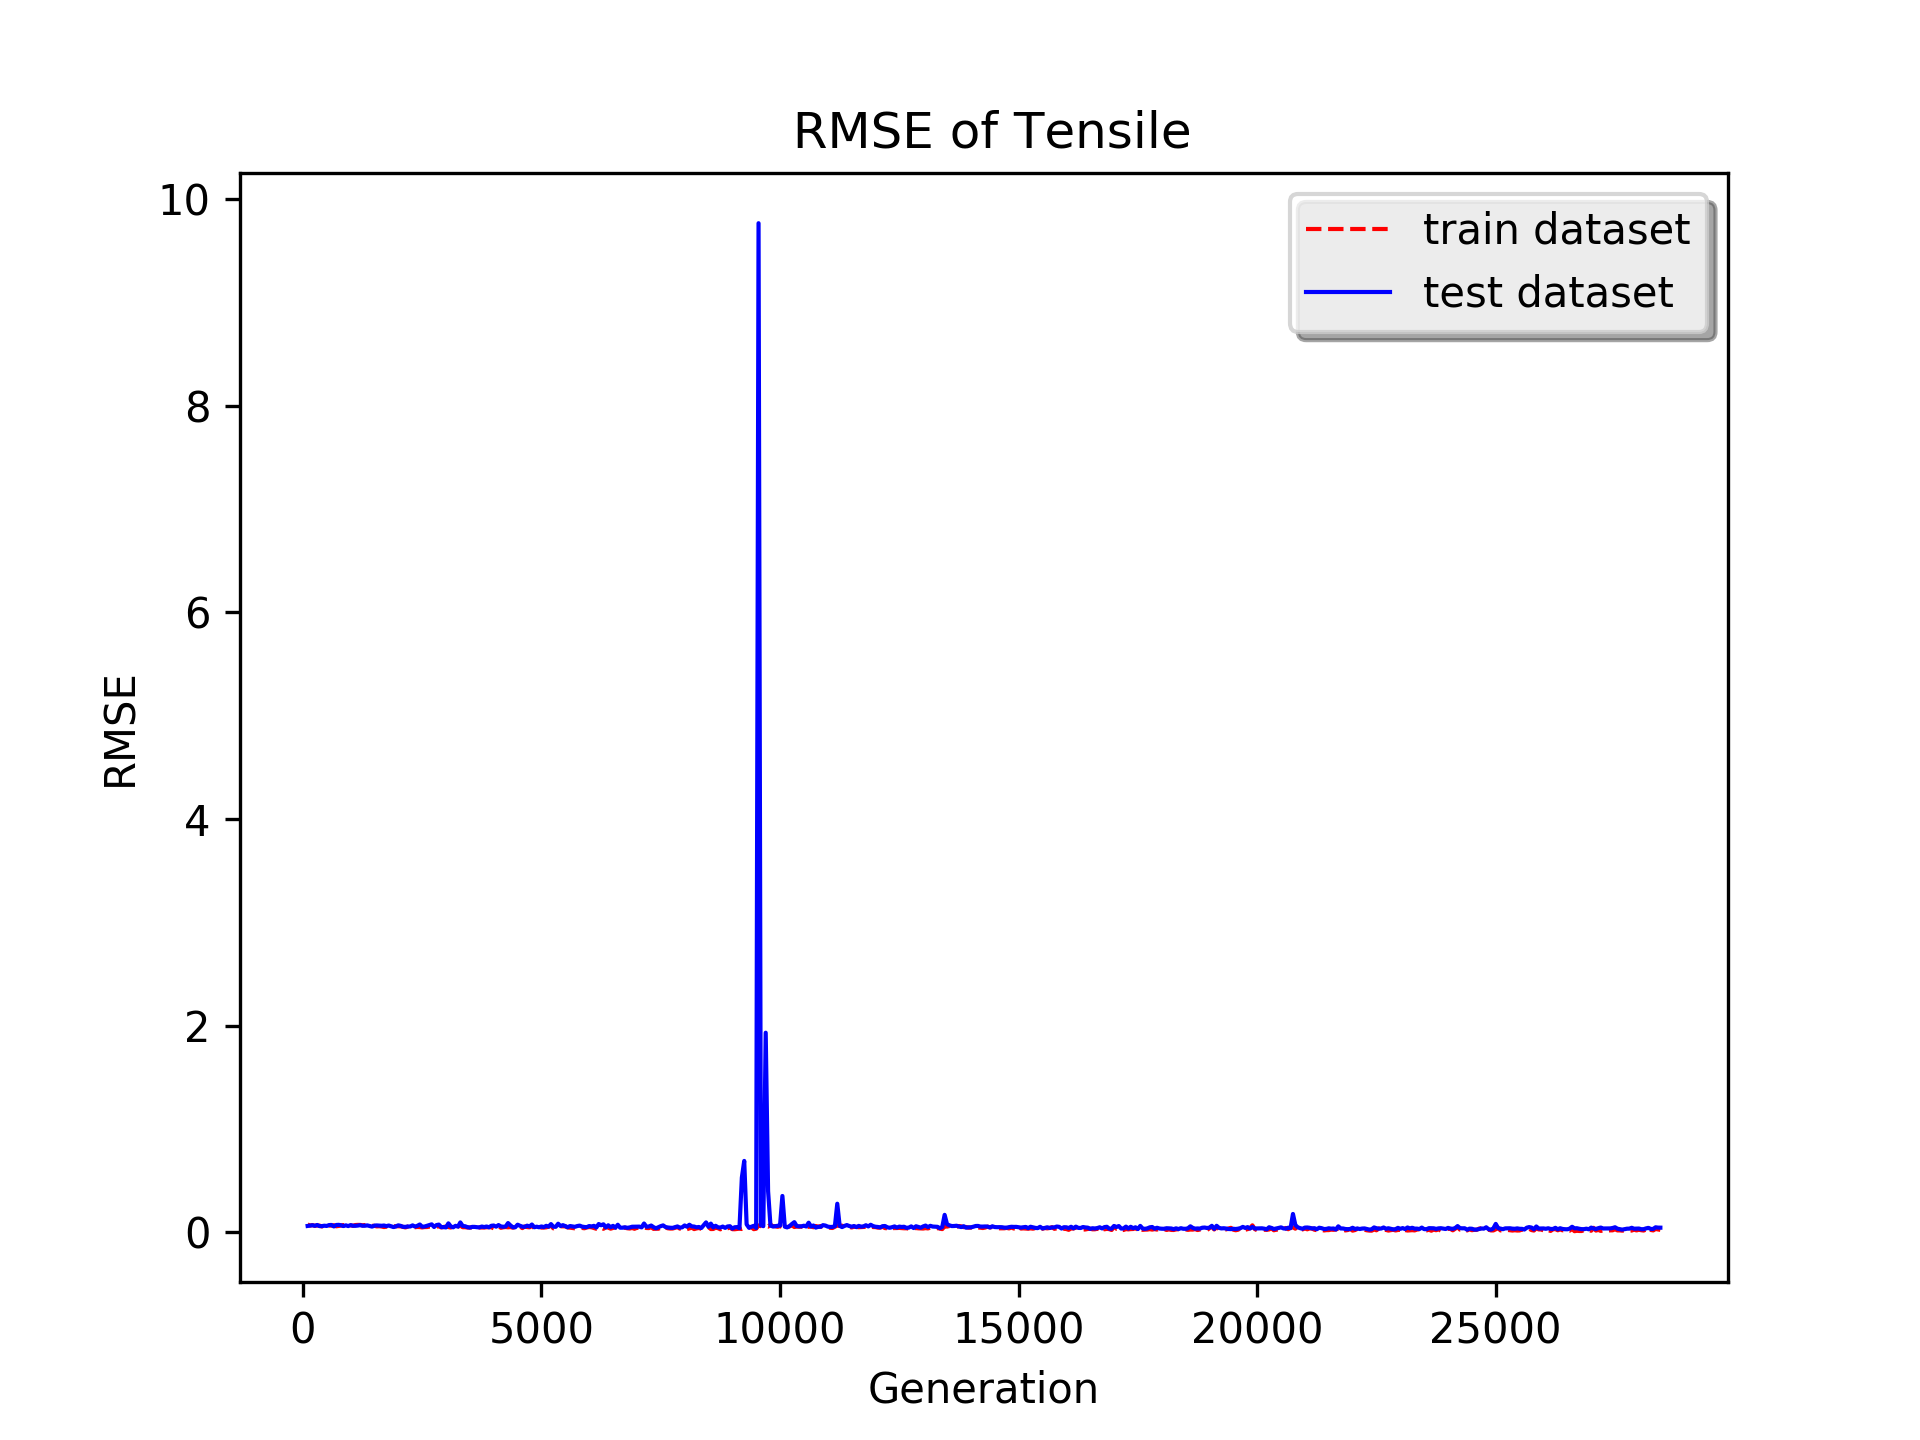 RMSE of Tensile
10
8
6
4
2
0
RMSE
train dataset
test dataset
0 5000 10000 15000 20000 25000
Generation